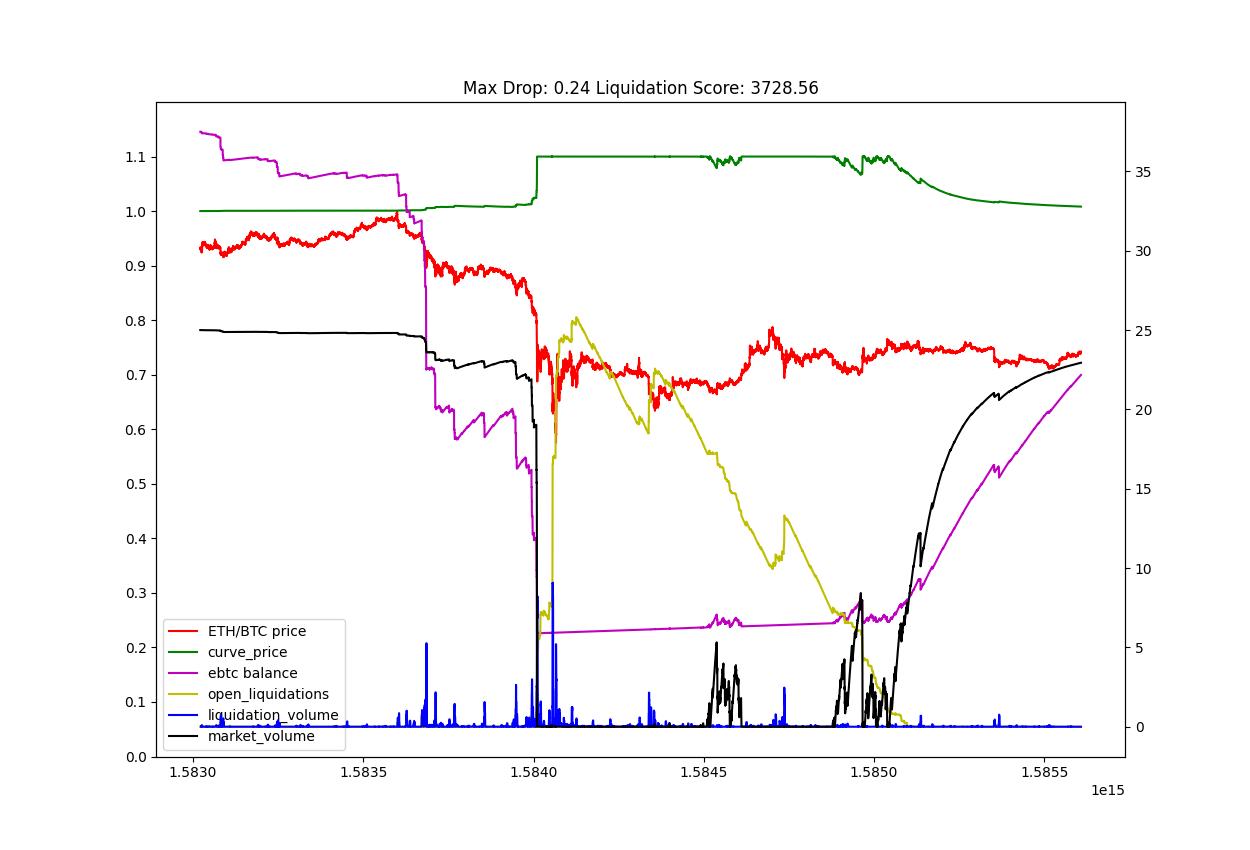 Max Drop: 0.24 Liquidation Score: 3728.56
1.1
1.0
0.9
0.8
0.7
0.6
0.5
0.4
0.3
0.2
0.1
0.0
35
30
25
20
15
10
5
0
ETH/BTC price
curve_price
ebtc balance
open_liquidations
liquidation_volume
market_volume
1.5830 1.5835 1.5840 1.5845 1.5850 1.5855
1e15